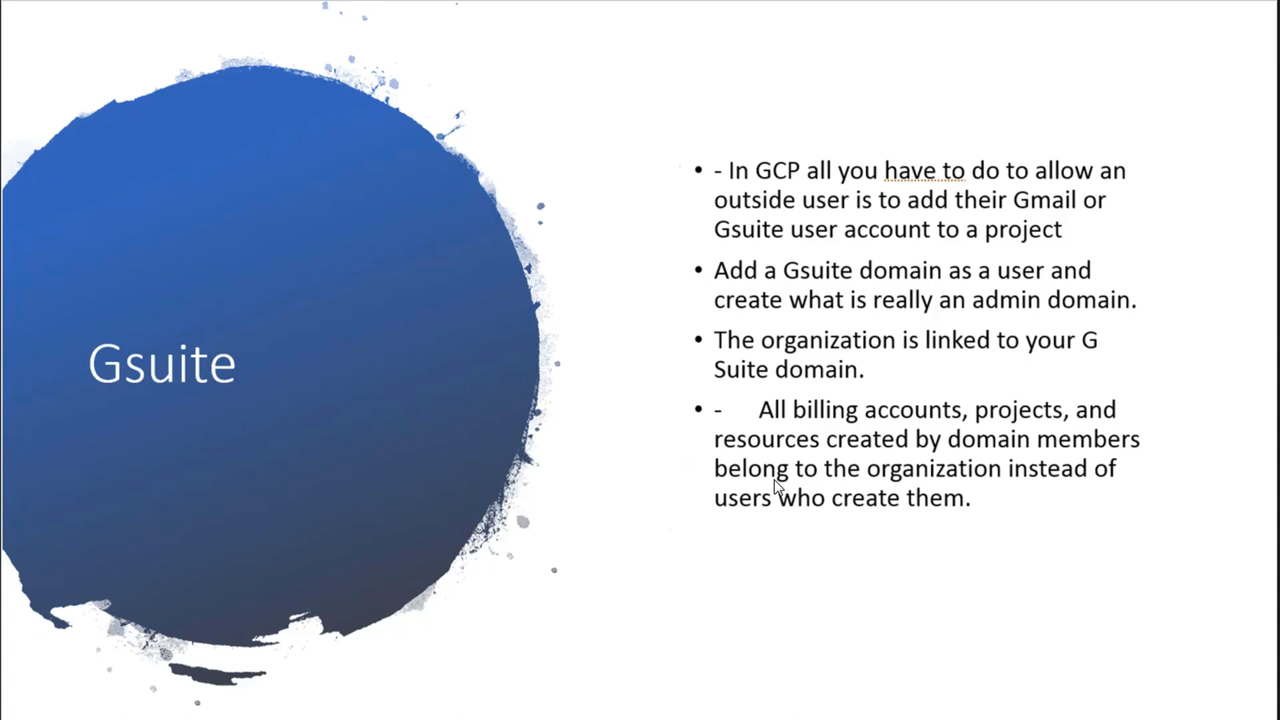 Gsuite
• - In GCP all you have to do to allow an
outside user is to add their Gmail or
Gsuite user account to a project
• Add a Gsuite domain as a user and
create what is really an admin domain.
• The organization is linked to your G
Suite domain.
• - All billing accounts, projects, and
resources created by domain members
belong to the organization instead of
users who create them.